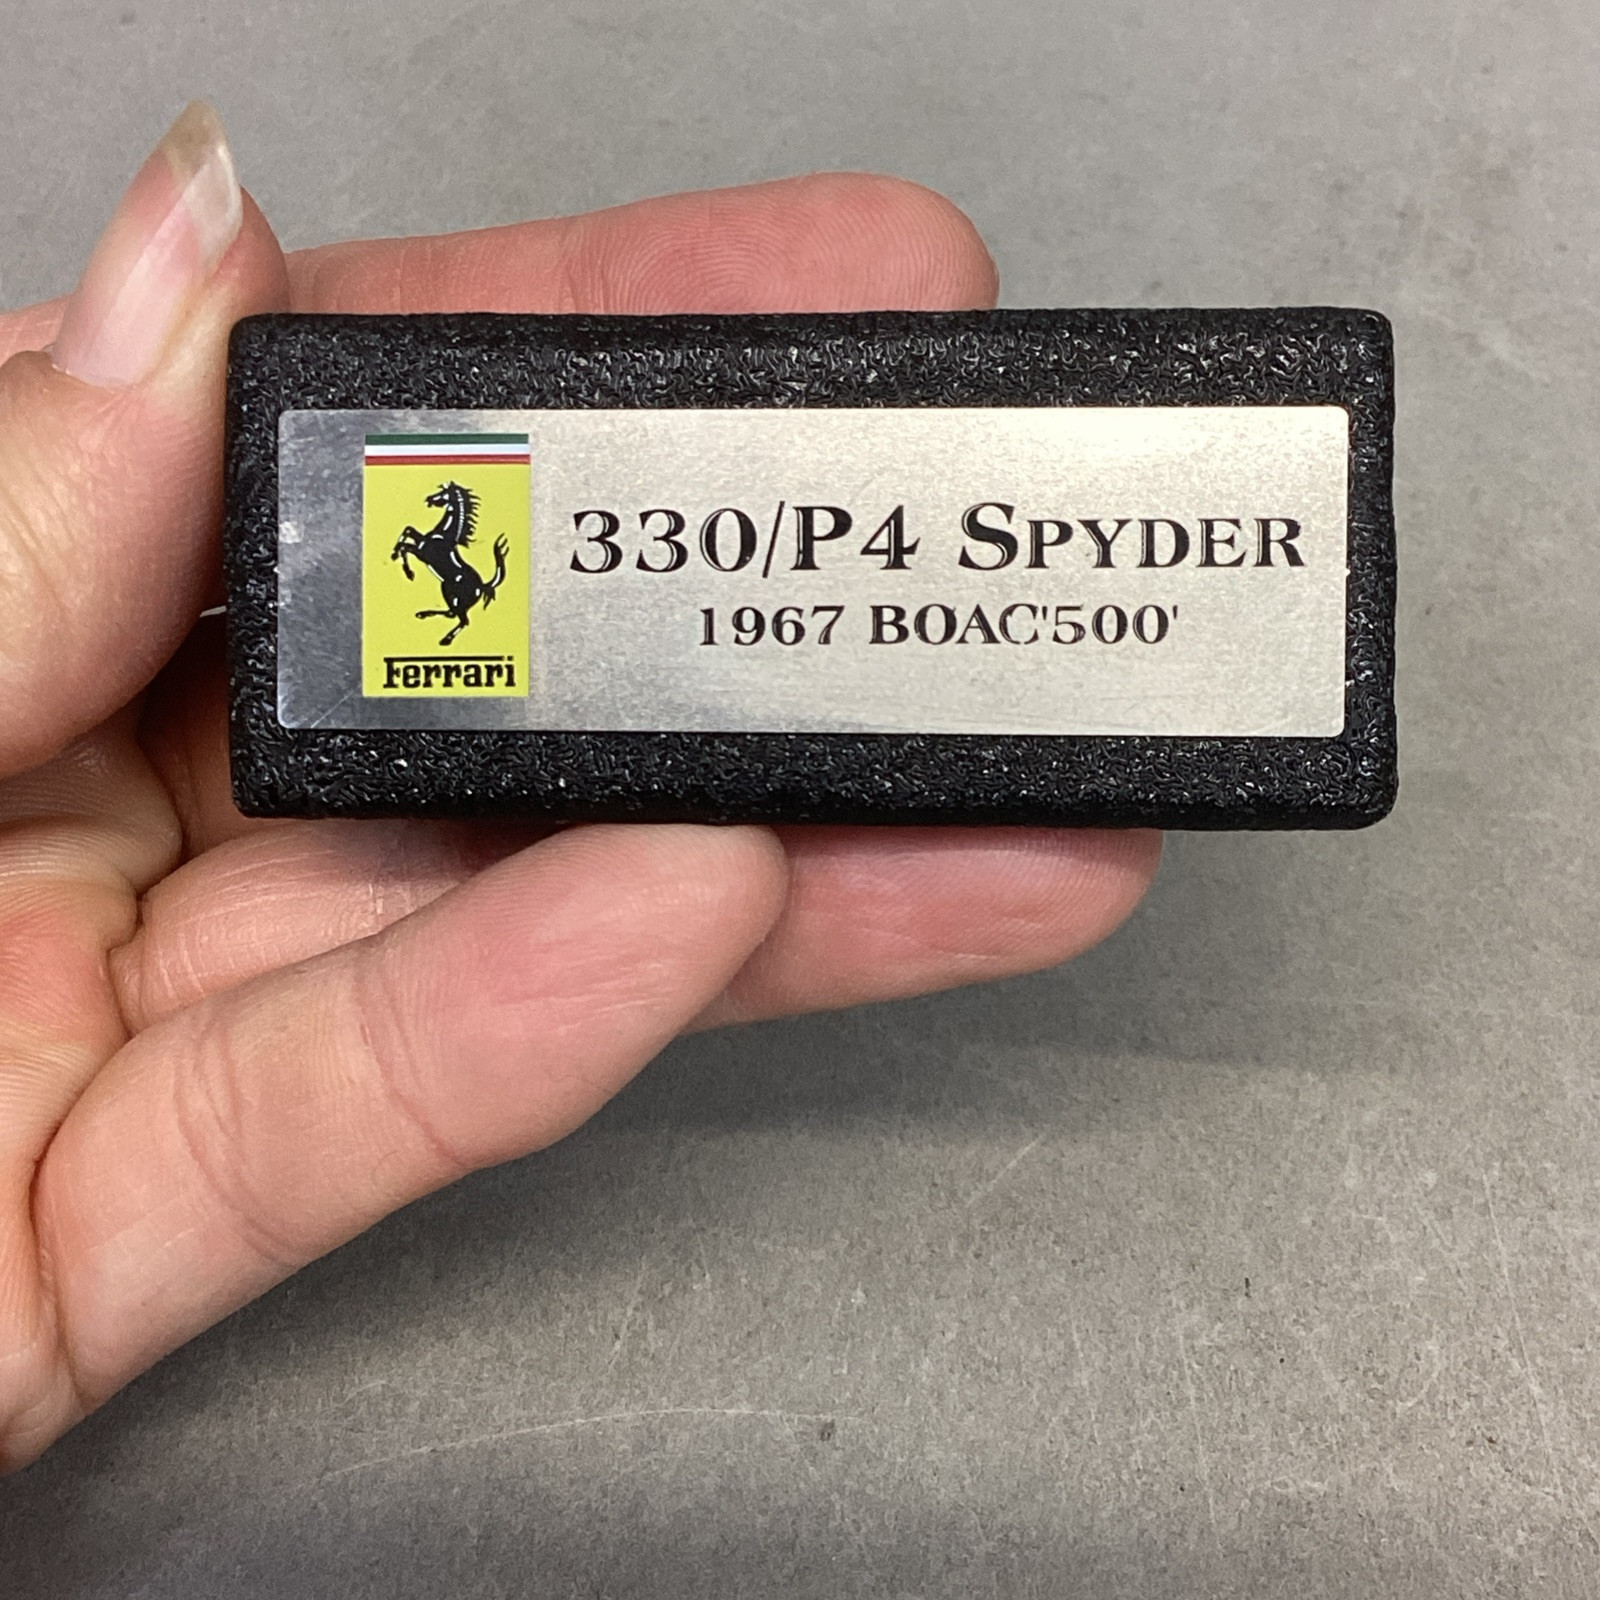 330/P4 SPYDER
1967 BOAC'500'
Ferrari